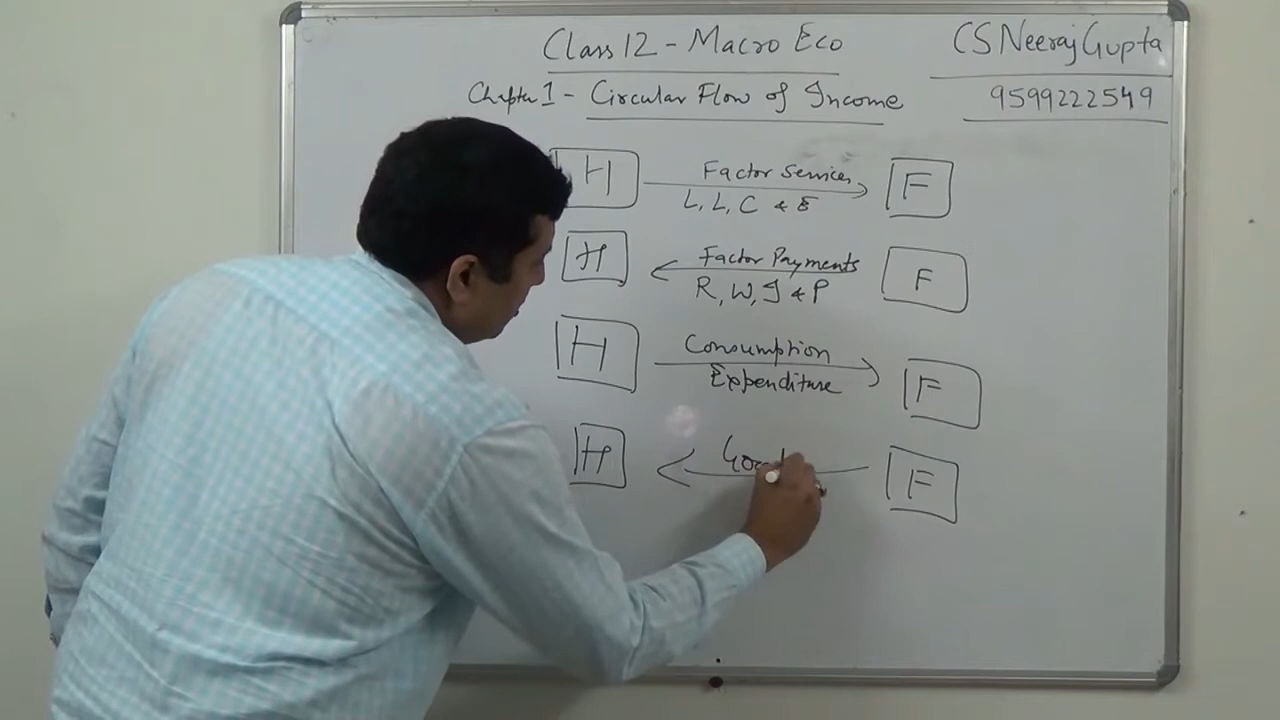 Class 12 - Macro Eco
CS Neeraj Gupta
Chapter 1 - Circular Flow of Income
9599222549
H Factor Services F
L, L, C & E
H Factor Payments F
R, W, I & P
H Consumption F
Expenditure
H Good F